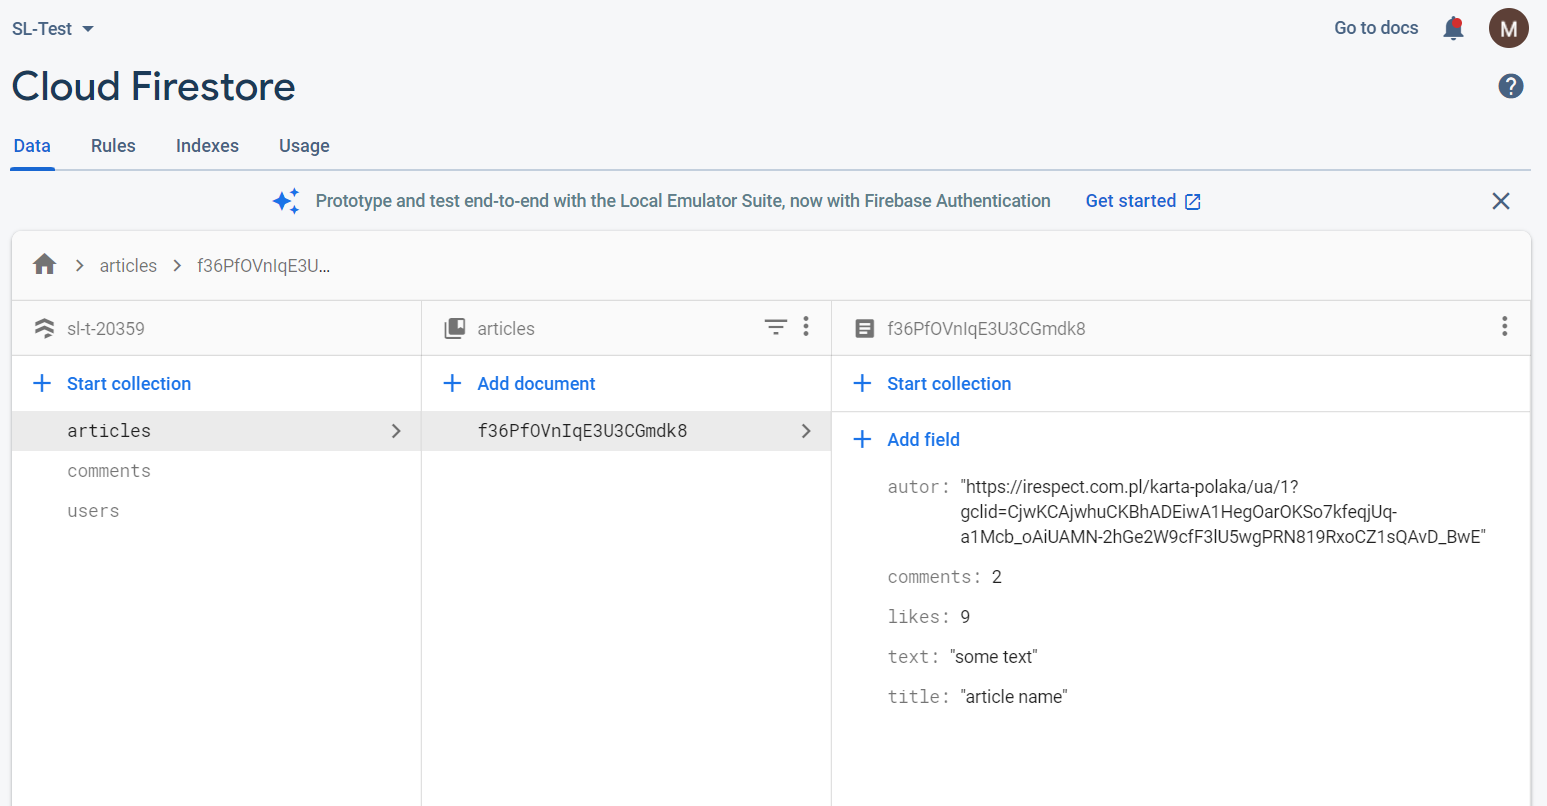 SL-Test
Go to docs
M
Cloud Firestore
?
Data Rules Indexes Usage
Prototype and test end-to-end with the Local Emulator Suite, now with Firebase Authentication Get started
articles f36PfOVnIqE3U...
sl-t-20359
articles
f36PfOVnIqE3U3CGmdk8
Start collection
Add document
Start collection
articles
comments
users
f36PfOVnIqE3U3CGmdk8
Add field
autor: "https://irespect.com.pl/karta-polaka/ua/1?
gclid=CjwKCAjwhuCKBhADEiwA1HegOarOKSo7kfeqjUq-
a1Mcb_oAiUAMN-2hGe2W9cfF3lU5wgPRN819RxoCZ1sQAvD_BwE"
comments: 2
likes: 9
text: "some text"
title: "article name"